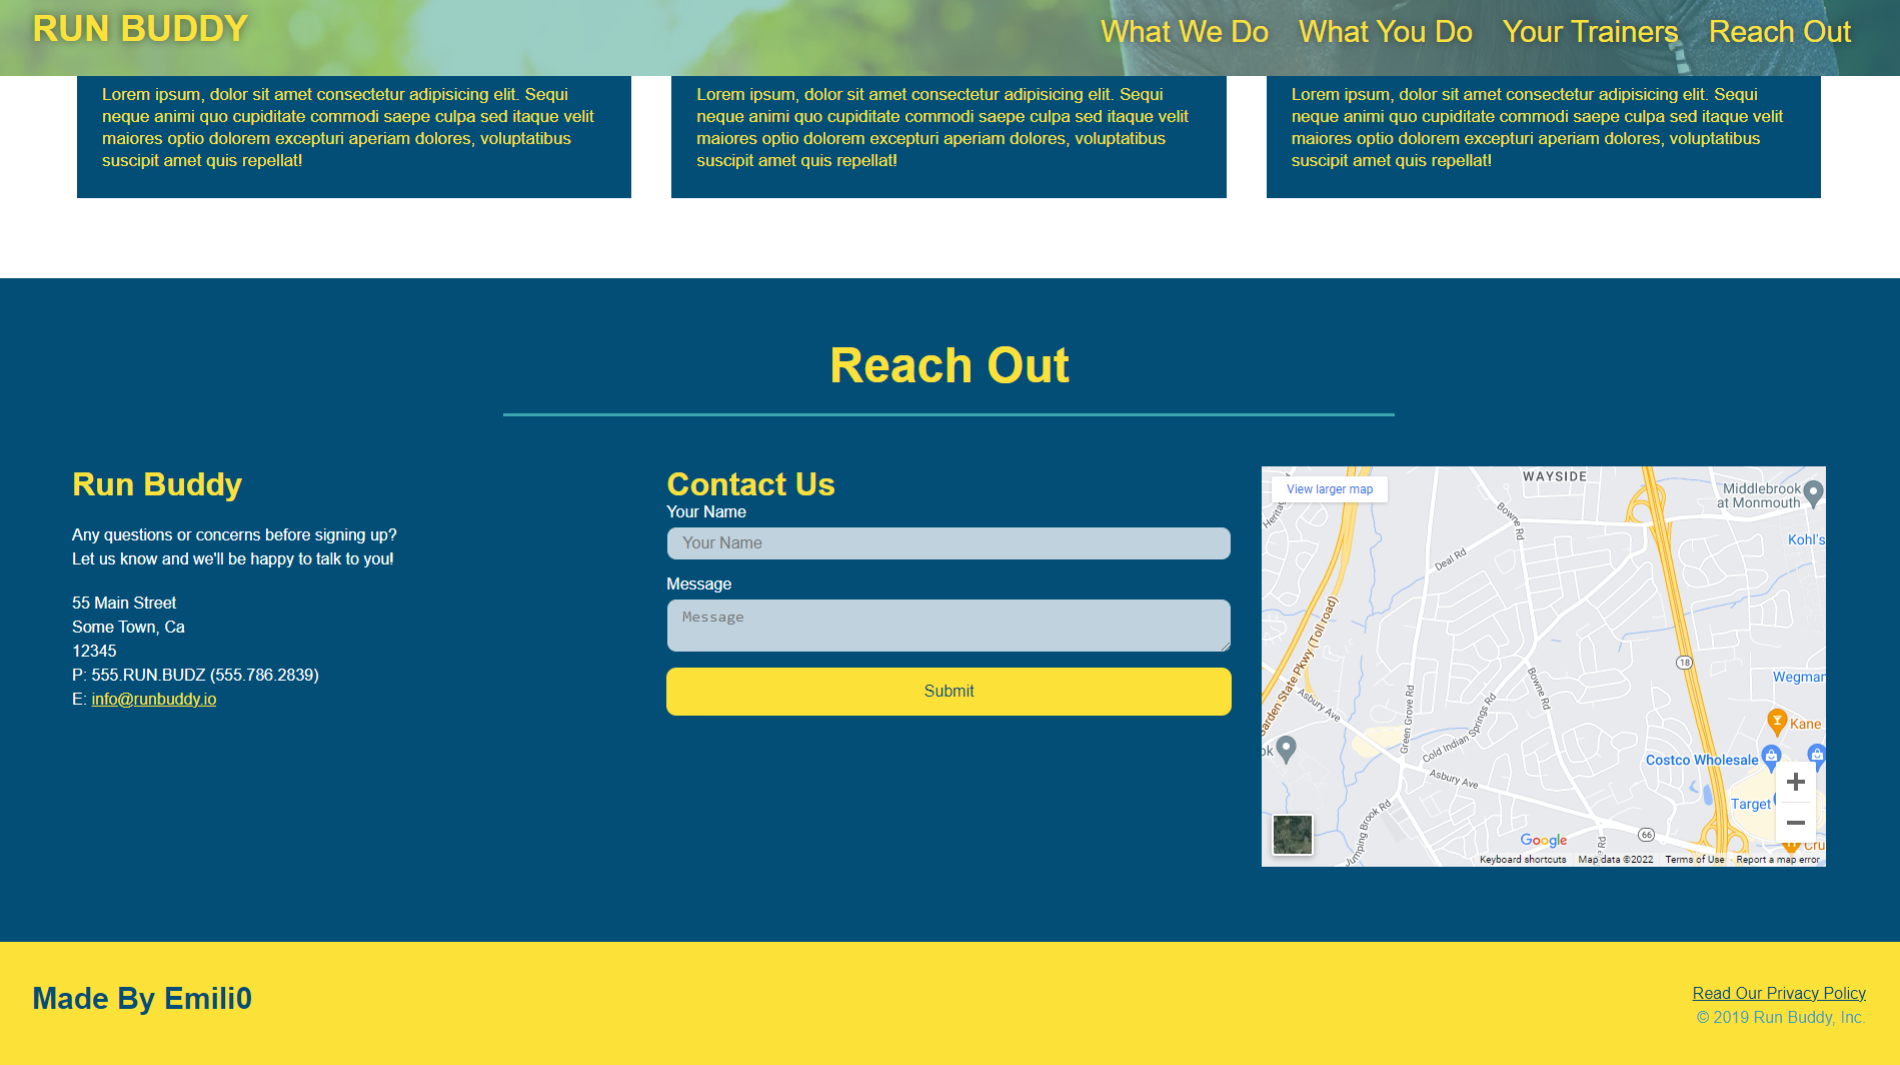 RUN BUDDY
What We Do
What You Do
Your Trainers
Reach Out
Lorem ipsum, dolor sit amet consectetur adipisicing elit. Sequi
neque animi quo cupiditate commodi saepe culpa sed itaque velit
maiores optio dolorem excepturi aperiam dolores, voluptatibus
suscipit amet quis repellat!
Lorem ipsum, dolor sit amet consectetur adipisicing elit. Sequi
neque animi quo cupiditate commodi saepe culpa sed itaque velit
maiores optio dolorem excepturi aperiam dolores, voluptatibus
suscipit amet quis repellat!
Lorem ipsum, dolor sit amet consectetur adipisicing elit. Sequi
neque animi quo cupiditate commodi saepe culpa sed itaque velit
maiores optio dolorem excepturi aperiam dolores, voluptatibus
suscipit amet quis repellat!
Reach Out
Run Buddy
Any questions or concerns before signing up?
Let us know and we'll be happy to talk to you!
55 Main Street
Some Town, Ca
12345
P: 555.RUN.BUDZ (555.786.2839)
E: info@runbuddy.io
Contact Us
Your Name
Your Name
Message
Message
Submit
View larger map
WAYSIDE
Middlebrook
at Monmouth
Kohl's
Bowne Rd
Deal Rd
Garden State Pkwy (Toll road)
18
Wegmar
Bowne Rd
Asbury Ave
Green Grove Rd
Cold Indian Springs Rd
Kane
ok
Costco Wholesale
Asbury Ave
Target
Jumping Brook Rd
66
Rd
Cru
Google
Keyboard shortcuts
Map data ©2022
Terms of Use
Report a map error
Made By Emili0
Read Our Privacy Policy
© 2019 Run Buddy, Inc.